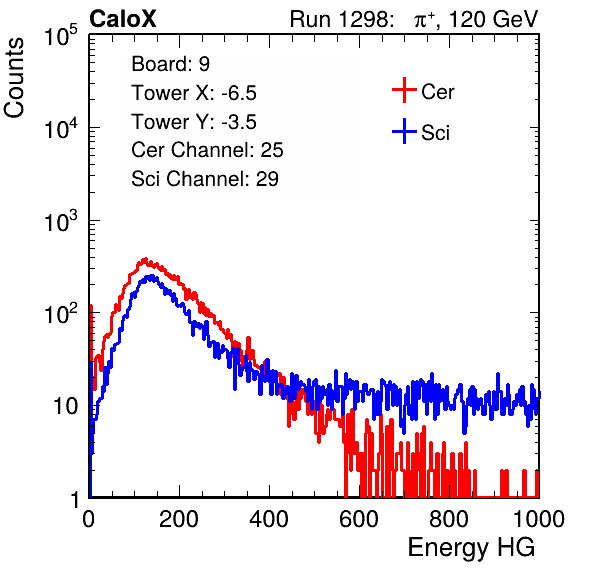 CaloX Run 1298: π⁺, 120 GeV
Counts
Board: 9
Tower X: -6.5
Tower Y: -3.5
Cer Channel: 25
Sci Channel: 29
Cer
Sci
10⁵
10⁴
10³
10²
10
1
0 200 400 600 800 1000
Energy HG